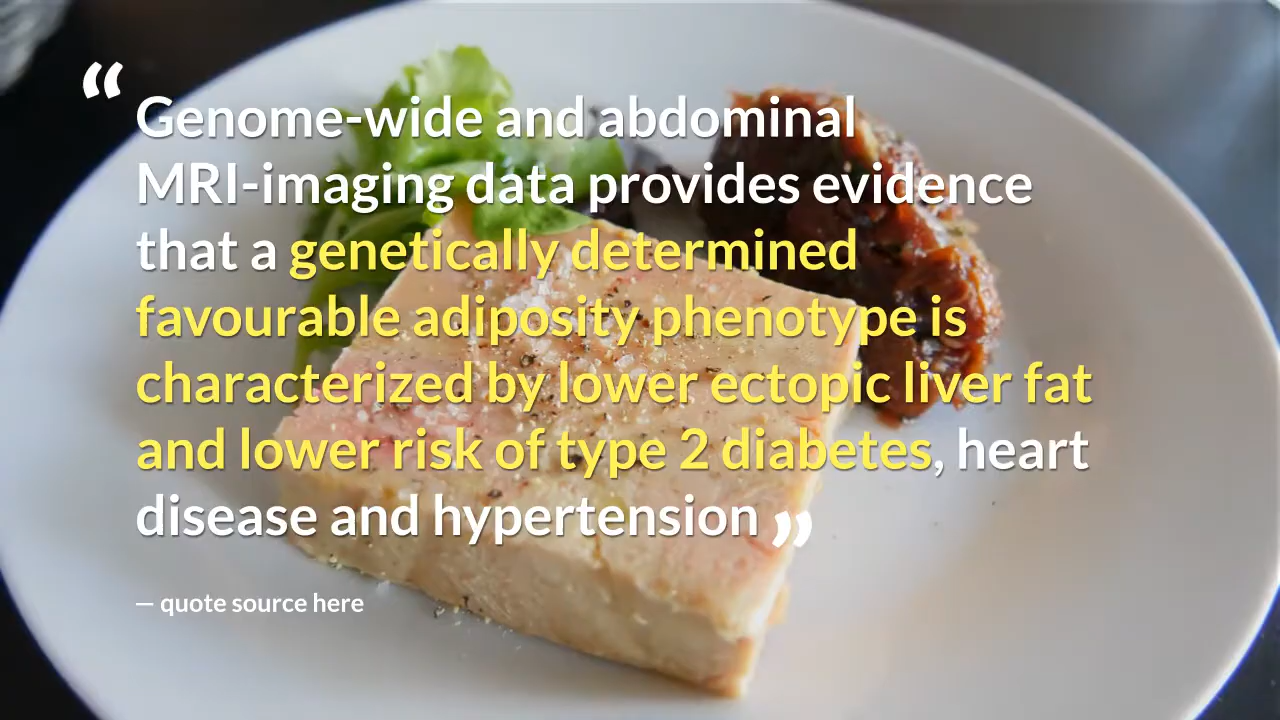 “Genome-wide and abdominal
MRI-imaging data provides evidence
that a genetically determined
favourable adiposity phenotype is
characterized by lower ectopic liver fat
and lower risk of type 2 diabetes, heart
disease and hypertension”
– quote source here